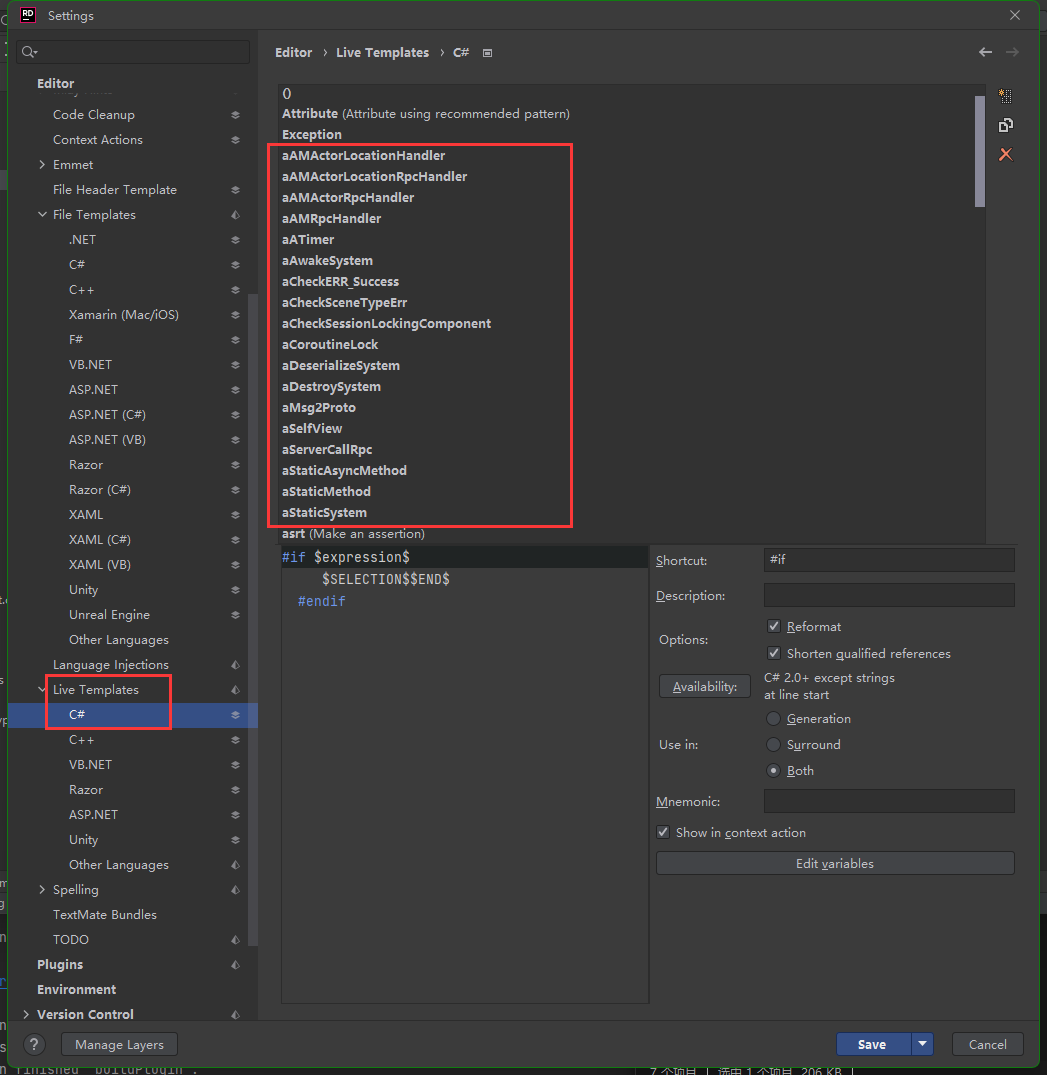 RD
Settings
Editor
Code Cleanup
Context Actions
Emmet
File Header Template
File Templates
.NET
C#
C++
Xamarin (Mac/iOS)
F#
VB.NET
ASP.NET
ASP.NET (C#)
ASP.NET (VB)
Razor
Razor (C#)
XAML
XAML (C#)
XAML (VB)
Unity
Unreal Engine
Other Languages
Language Injections
Live Templates
C#
C++
VB.NET
Razor
ASP.NET
Unity
Other Languages
Spelling
TextMate Bundles
TODO
Plugins
Environment
Version Control
Editor › Live Templates › C#
()
Attribute (Attribute using recommended pattern)
Exception
aAMActorLocationHandler
aAMActorLocationRpcHandler
aAMActorRpcHandler
aAMRpcHandler
aATimer
aAwakeSystem
aCheckERR_Success
aCheckSceneTypeErr
aCheckSessionLockingComponent
aCoroutineLock
aDeserializeSystem
aDestroySystem
aMsg2Proto
aSelfView
aServerCallRpc
aStaticAsyncMethod
aStaticMethod
aStaticSystem
asrt (Make an assertion)
#if $expression$
$SELECTION$$END$
#endif
Shortcut: #if
Description:
Options:
Reformat
Shorten qualified references
Availability:
C# 2.0+ except strings
at line start
Use in:
Generation
Surround
Both
Mnemonic:
Show in context action
Edit variables
? Manage Layers
Save
Cancel